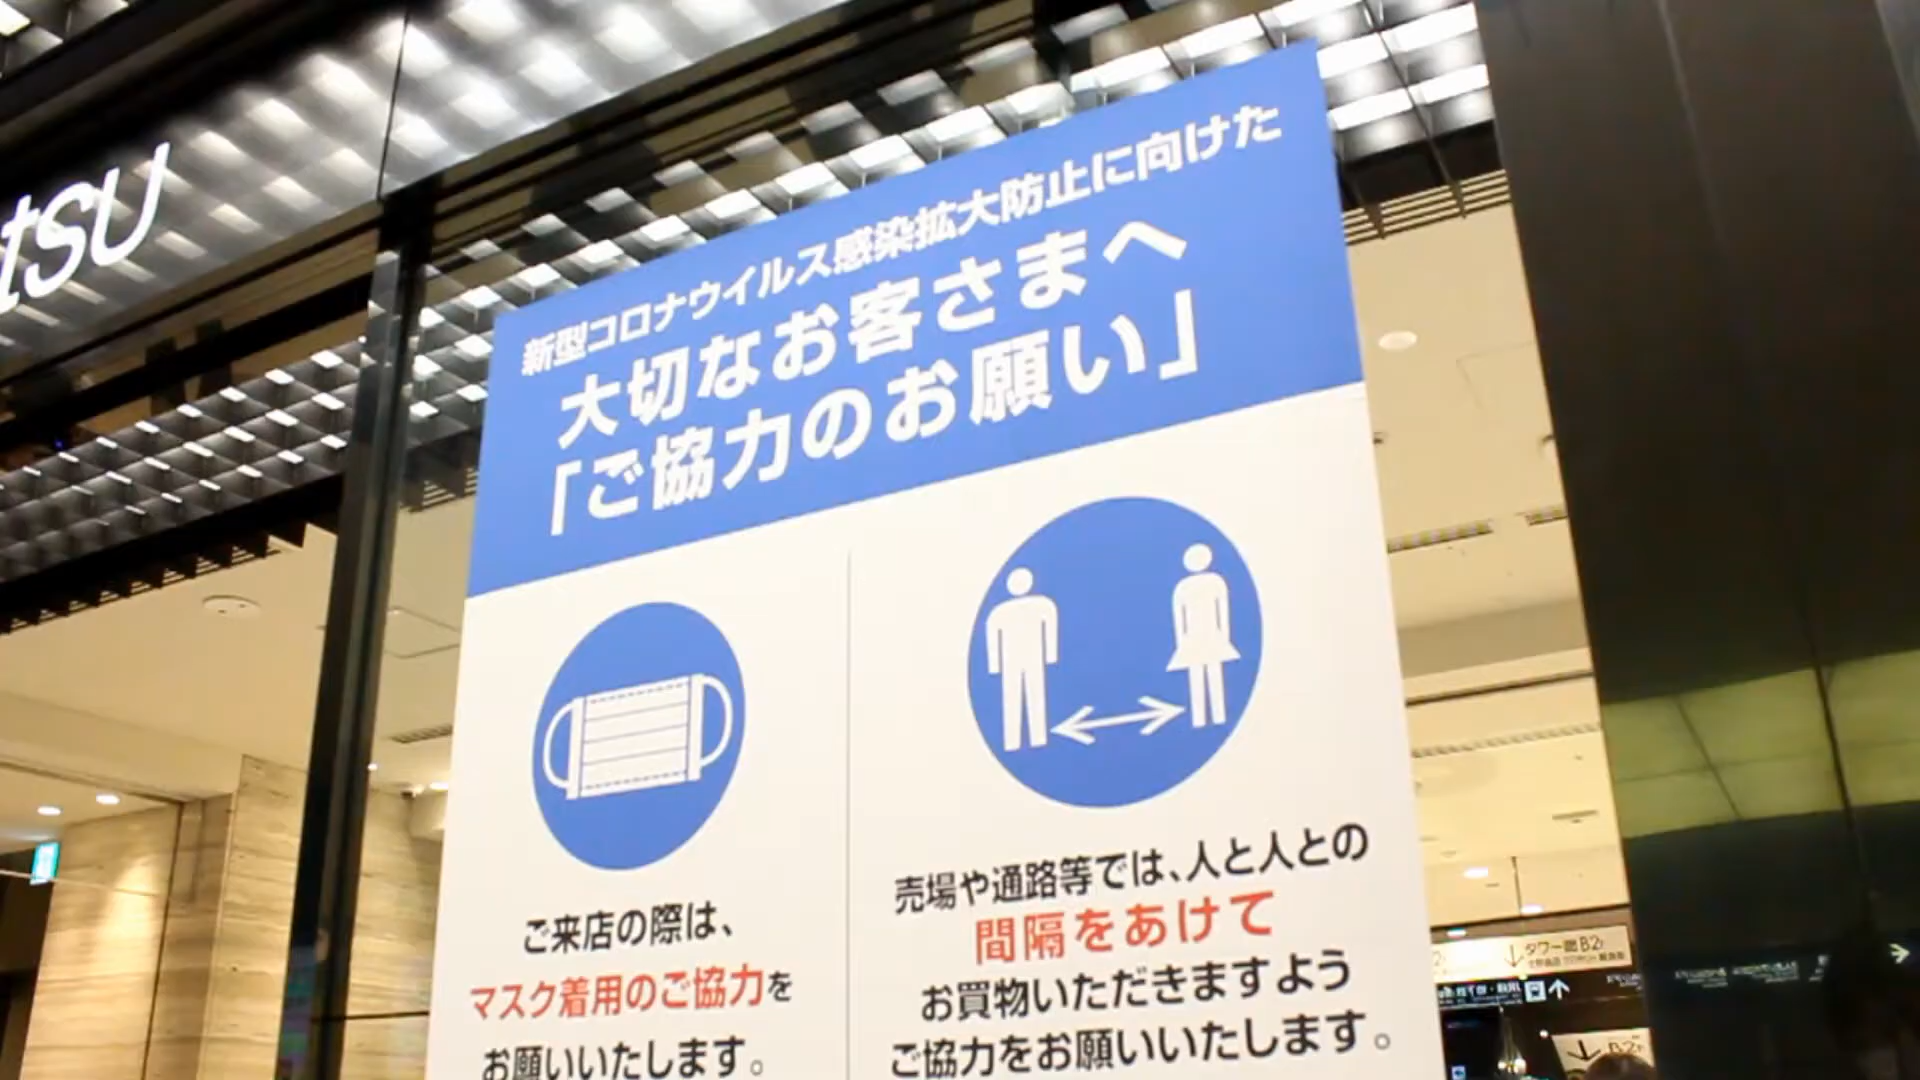 tsu
新型コロナウイルス感染拡大防止に向けた
大切なお客さまへ
「ご協力のお願い」
ご来店の際は、
マスク着用のご協力を
お願いいたします。
売場や通路等では、人と人との
間隔をあけて
お買物いただきますよう
ご協力をお願いいたします。
↓タワー館B2F